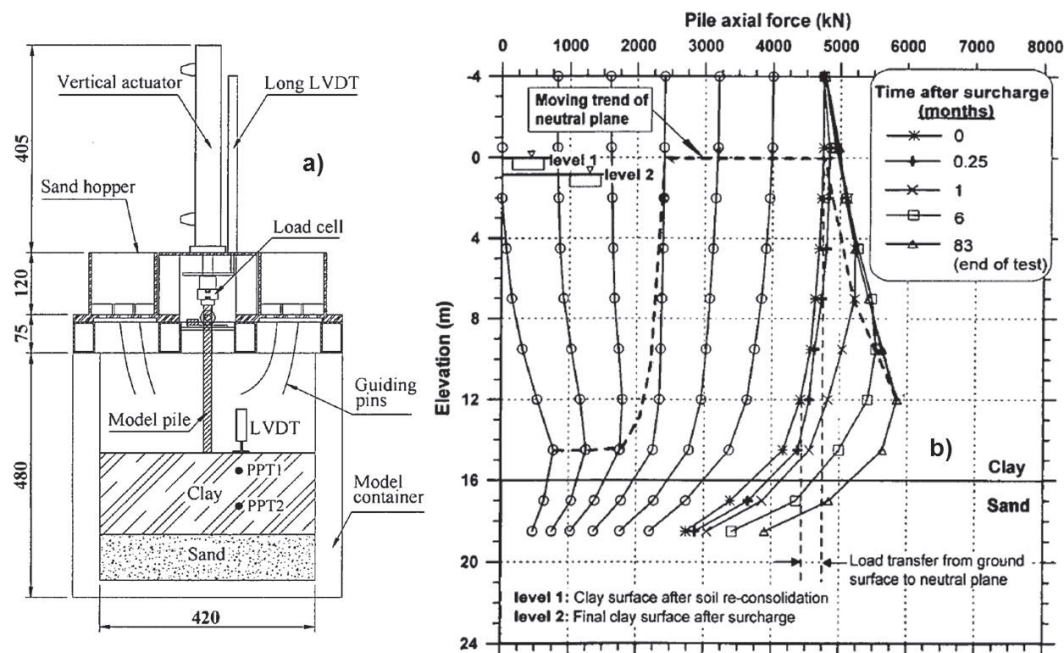 Vertical actuator
Long LVDT
a)
405
Sand hopper
Load cell
120
75
Guiding
pins
Model pile
LVDT
480
PPT1
Clay
PPT2
Model
container
Sand
420
Pile axial force (kN)
0 1000 2000 3000 4000 5000 6000 7000 8000
-4
0
4
8
12
16
20
24
Elevation (m)
Moving trend of
neutral plane
level 1
level 2
Time after surcharge
(months)
0
0.25
1
6
83
(end of test)
b)
Clay
Sand
Load transfer from ground
surface to neutral plane
level 1: Clay surface after soil re-consolidation
level 2: Final clay surface after surcharge